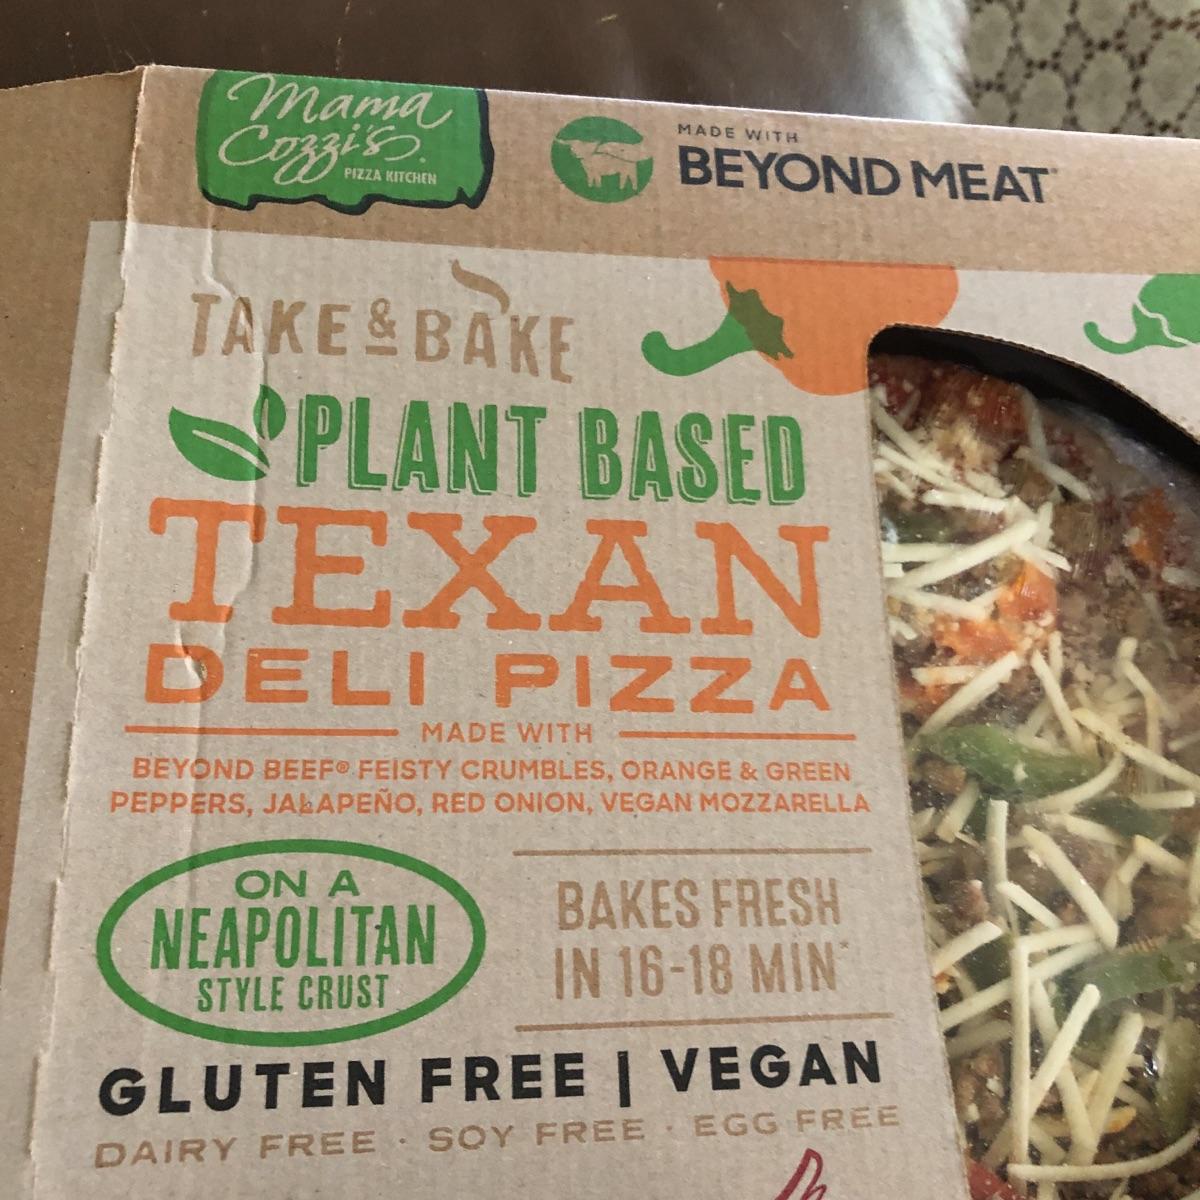 Mama
Cozzi's®
PIZZA KITCHEN
MADE WITH
BEYOND MEAT®
TAKE & BAKE
PLANT BASED
TEXAN
DELI PIZZA
MADE WITH
BEYOND BEEF® FEISTY CRUMBLES, ORANGE & GREEN
PEPPERS, JALAPEÑO, RED ONION, VEGAN MOZZARELLA
ON A
NEAPOLITAN
STYLE CRUST
BAKES FRESH
IN 16-18 MIN*
GLUTEN FREE | VEGAN
DAIRY FREE · SOY FREE · EGG FREE